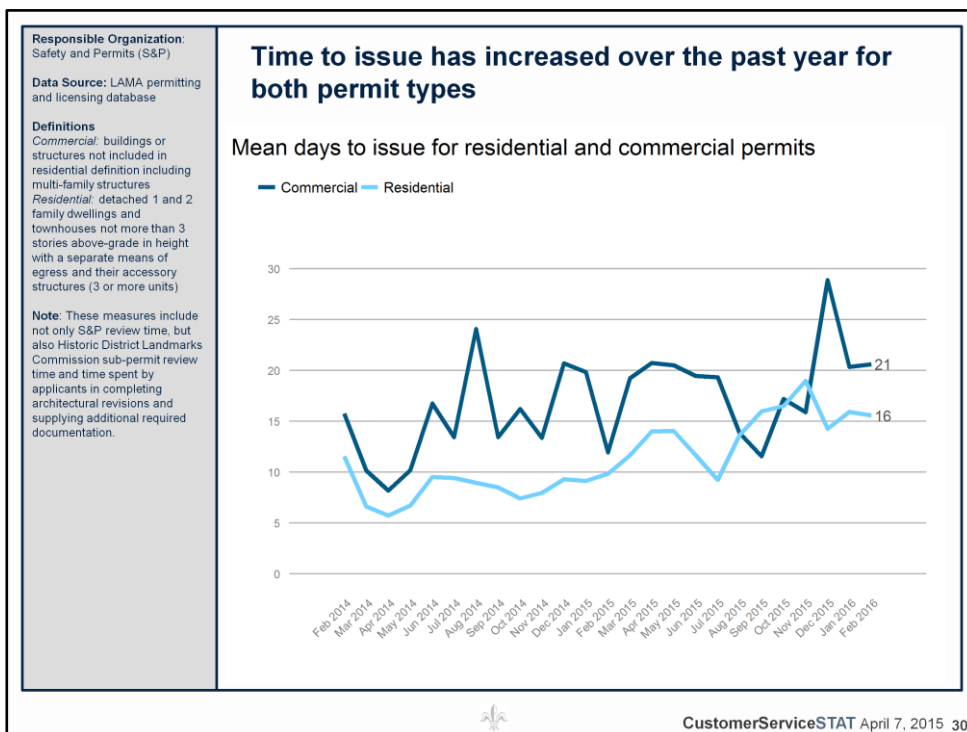 Responsible Organization:
Safety and Permits (S&P)
Data Source: LAMA permitting
and licensing database
Definitions
Commercial: buildings or
structures not included in
residential definition including
multi-family structures
Residential: detached 1 and 2
family dwellings and
townhouses not more than 3
stories above-grade in height
with a separate means of
egress and their accessory
structures (3 or more units)
Note: These measures include
not only S&P review time, but
also Historic District Landmarks
Commission sub-permit review
time and time spent by
applicants in completing
architectural revisions and
supplying additional required
documentation.
Time to issue has increased over the past year for
both permit types
Mean days to issue for residential and commercial permits
Commercial
Residential
30
25
20
15
10
5
0
21
16
Feb 2014
Mar 2014
Apr 2014
May 2014
Jun 2014
Jul 2014
Aug 2014
Sep 2014
Oct 2014
Nov 2014
Dec 2014
Jan 2015
Feb 2015
Mar 2015
Apr 2015
May 2015
Jun 2015
Jul 2015
Aug 2015
Sep 2015
Oct 2015
Nov 2015
Dec 2015
Jan 2016
Feb 2016
CustomerServiceSTAT April 7, 2015 30